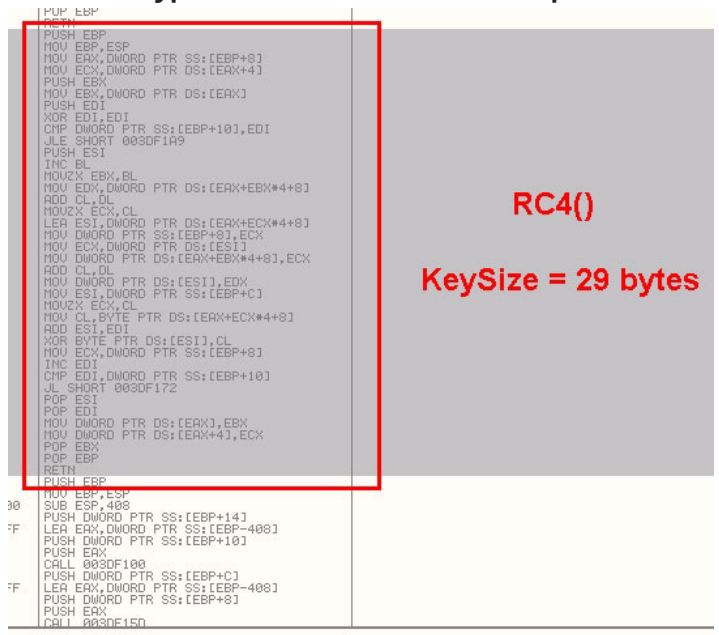 POP EBP
RETN
PUSH EBP
MOV EBP,ESP
MOV EAX,DWORD PTR SS:[EBP+8]
MOV ECX,DWORD PTR DS:[EAX+4]
PUSH EBX
MOV EBX,DWORD PTR DS:[EAX]
PUSH EDI
XOR EDI,EDI
CMP DWORD PTR SS:[EBP+10],EDI
JLE SHORT 003DF1A9
PUSH ESI
INC BL
MOVZX EBX,BL
MOV EDX,DWORD PTR DS:[EAX+EBX*4+8]
ADD CL,DL
MOVZX ECX,CL
LEA ESI,DWORD PTR DS:[EAX+ECX*4+8]
MOV DWORD PTR SS:[EBP+8],ECX
MOV ECX,DWORD PTR DS:[ESI]
MOV DWORD PTR DS:[EAX+EBX*4+8],ECX
ADD CL,DL
MOV DWORD PTR DS:[ESI],EDX
MOV ESI,DWORD PTR SS:[EBP+C]
MOVZX ECX,CL
MOV CL,BYTE PTR DS:[EAX+ECX*4+8]
ADD ESI,EDI
XOR BYTE PTR DS:[ESI],CL
MOV ECX,DWORD PTR SS:[EBP+8]
INC EDI
CMP EDI,DWORD PTR SS:[EBP+10]
JL SHORT 003DF172
POP ESI
POP EDI
MOV DWORD PTR DS:[EAX],EBX
MOV DWORD PTR DS:[EAX+4],ECX
POP EBX
POP EBP
RETN
PUSH EBP
MOV EBP,ESP
00 SUB ESP,408
PUSH DWORD PTR SS:[EBP+14]
FF LEA EAX,DWORD PTR SS:[EBP-408]
PUSH DWORD PTR SS:[EBP+10]
PUSH EAX
CALL 003DF100
PUSH DWORD PTR SS:[EBP+C]
FF LEA EAX,DWORD PTR SS:[EBP-408]
PUSH DWORD PTR SS:[EBP+8]
PUSH EAX
CALL 003DF15D
RC4()
KeySize = 29 bytes